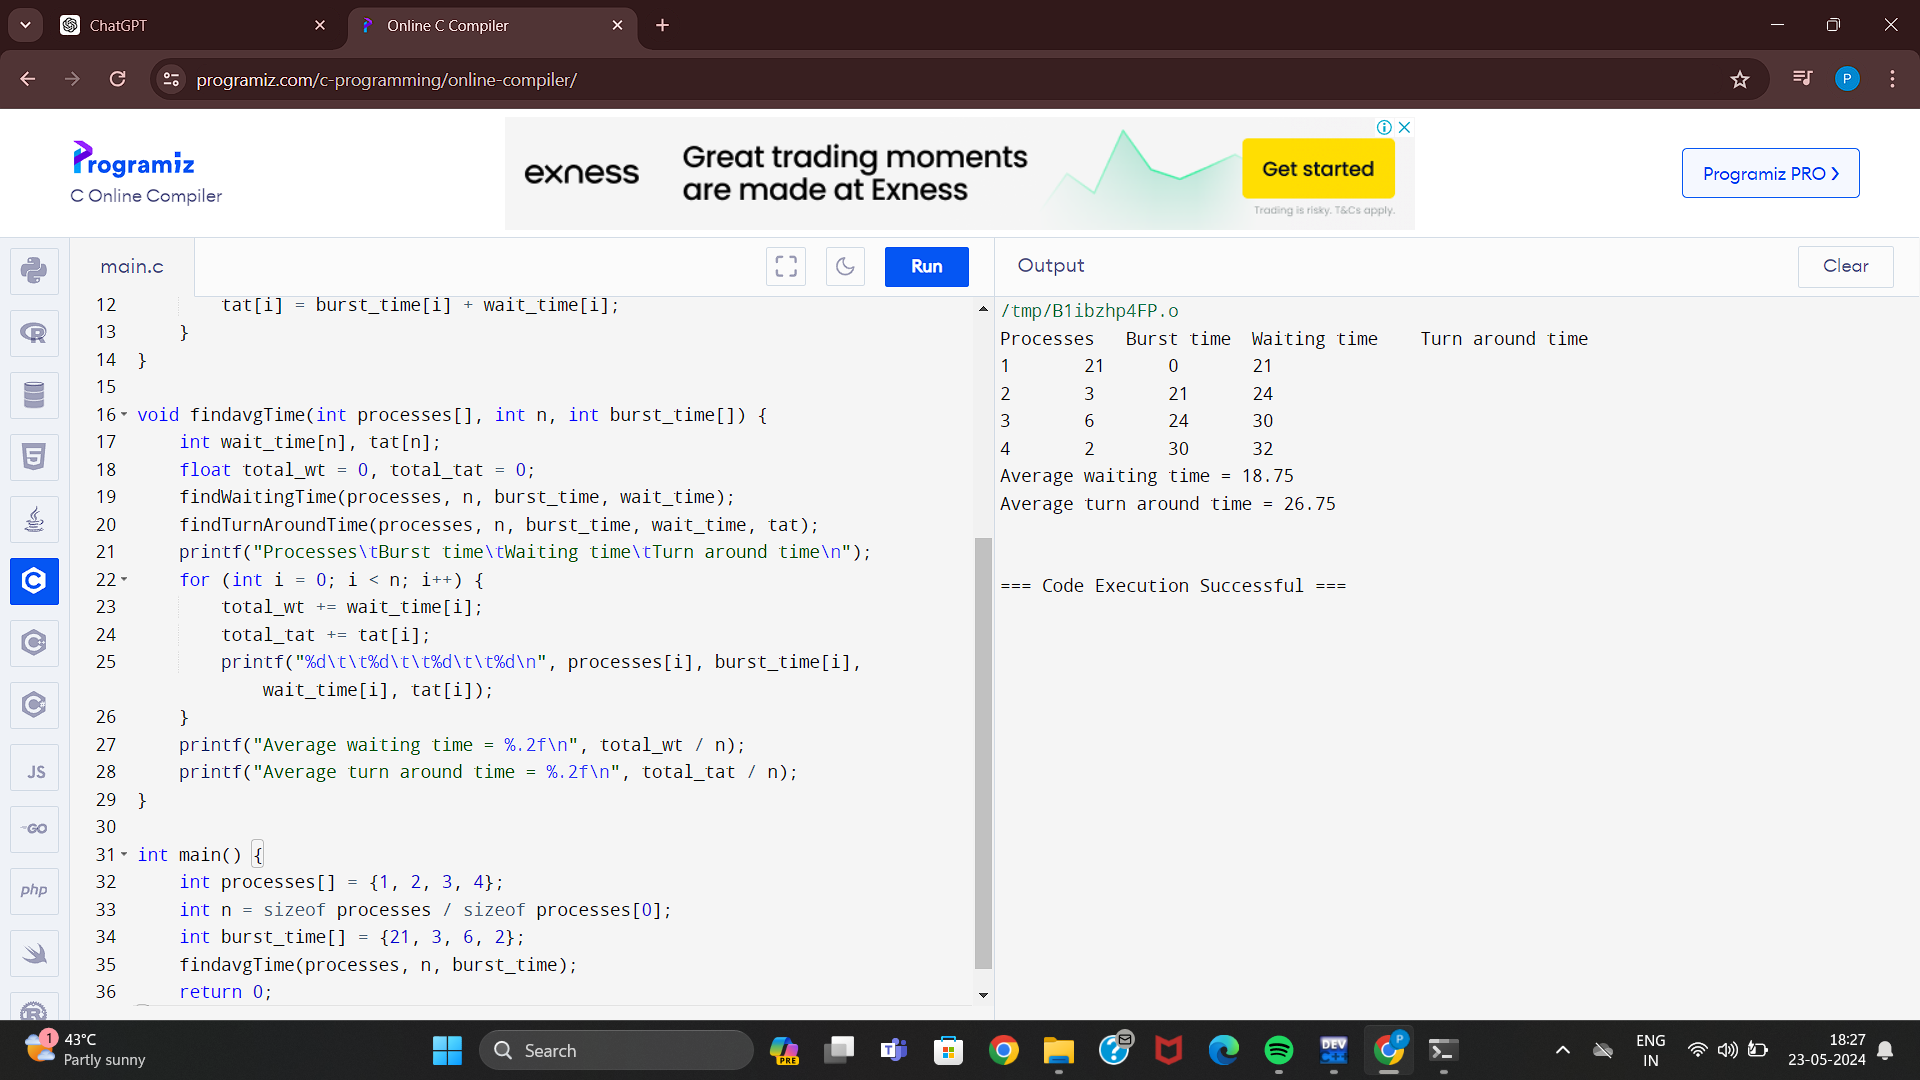 ChatGPT
Online C Compiler
programiz.com/c-programming/online-compiler/
P
Programiz
C Online Compiler
exness
Great trading moments
are made at Exness
Get started
Trading is risky. T&Cs apply.
Programiz PRO ❯
main.c
Run
Output
Clear
12 tat[i] = burst_time[i] + wait_time[i];
13 }
14 }
15
16 void findavgTime(int processes[], int n, int burst_time[]) {
17 int wait_time[n], tat[n];
18 float total_wt = 0, total_tat = 0;
19 findWaitingTime(processes, n, burst_time, wait_time);
20 findTurnAroundTime(processes, n, burst_time, wait_time, tat);
21 printf("Processes\tBurst time\tWaiting time\tTurn around time\n");
22 for (int i = 0; i < n; i++) {
23 total_wt += wait_time[i];
24 total_tat += tat[i];
25 printf("%d\t\t%d\t\t%d\t\t%d\n", processes[i], burst_time[i],
wait_time[i], tat[i]);
26 }
27 printf("Average waiting time = %.2f\n", total_wt / n);
28 printf("Average turn around time = %.2f\n", total_tat / n);
29 }
30
31 int main() {
32 int processes[] = {1, 2, 3, 4};
33 int n = sizeof processes / sizeof processes[0];
34 int burst_time[] = {21, 3, 6, 2};
35 findavgTime(processes, n, burst_time);
36 return 0;
/tmp/B1ibzhp4FP.o
Processes Burst time Waiting time Turn around time
1 21 0 21
2 3 21 24
3 6 24 30
4 2 30 32
Average waiting time = 18.75
Average turn around time = 26.75
=== Code Execution Successful ===
JS
GO
php
1
43°C
Partly sunny
Search
PRE
DEV
P
ENG
IN
18:27
23-05-2024